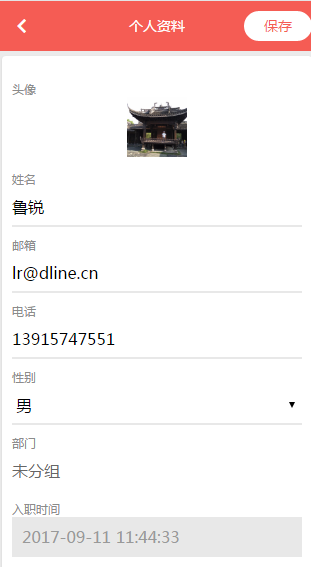 个人资料
保存
头像
姓名
鲁锐
邮箱
lr@dline.cn
电话
13915747551
性别
男
部门
未分组
入职时间
2017-09-11 11:44:33